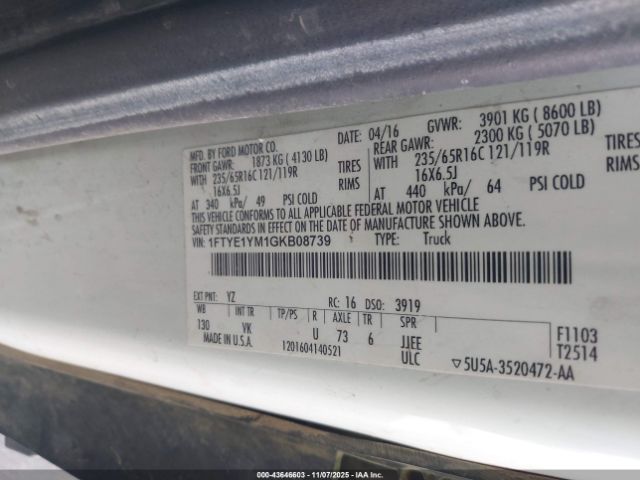 MFD. BY FORD MOTOR CO.
DATE: 04/16 GVWR: 3901 KG ( 8600 LB)
FRONT GAWR: 1873 KG ( 4130 LB)
REAR GAWR: 2300 KG ( 5070 LB)
WITH 235/65R16C 121/119R TIRES
WITH 235/65R16C 121/119R TIRES
16X6.5J RIMS
16X6.5J RIMS
AT 340 kPa/ 49 PSI COLD
AT 440 kPa/ 64 PSI COLD
THIS VEHICLE CONFORMS TO ALL APPLICABLE FEDERAL MOTOR VEHICLE
SAFETY STANDARDS IN EFFECT ON THE DATE OF MANUFACTURE SHOWN ABOVE.
VIN: 1FTYE1YM1GKB08739 TYPE: Truck
EXT PNT: YZ RC: 16 DSO: 3919
WB INT TR TP/PS R AXLE TR SPR
130 VK U 73 6 JJEE F1103
MADE IN U.S.A. 1201604140521 ULC T2514
▽5U5A-3520472-AA
000-43646603 - 11/07/2025 - IAAI.com